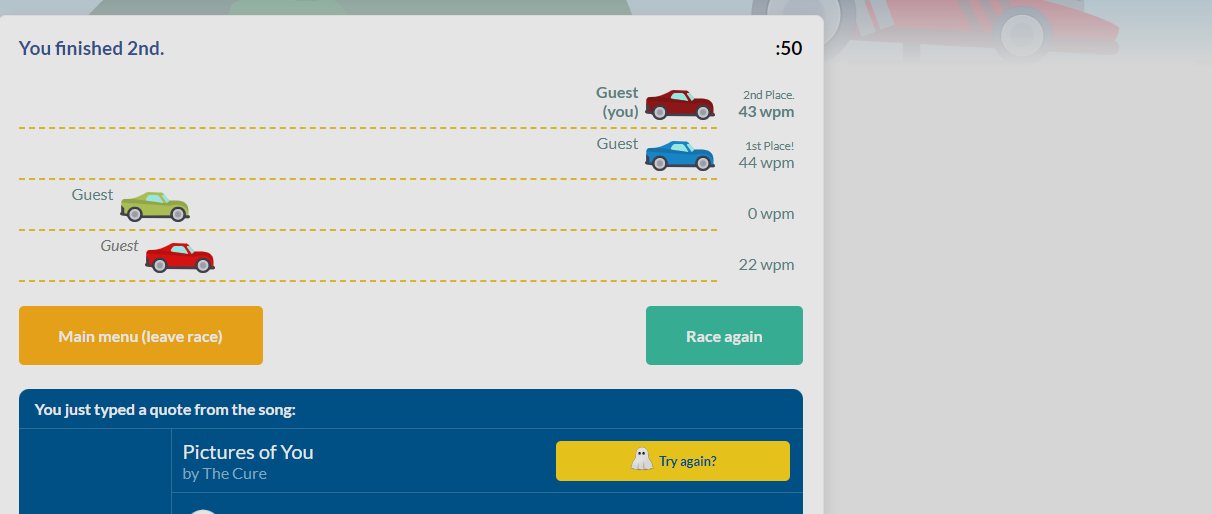 You finished 2nd.
:50
Guest
(you)
2nd Place.
43 wpm
Guest
1st Place!
44 wpm
Guest
0 wpm
Guest
22 wpm
Main menu (leave race)
Race again
You just typed a quote from the song:
Pictures of You
by The Cure
Try again?